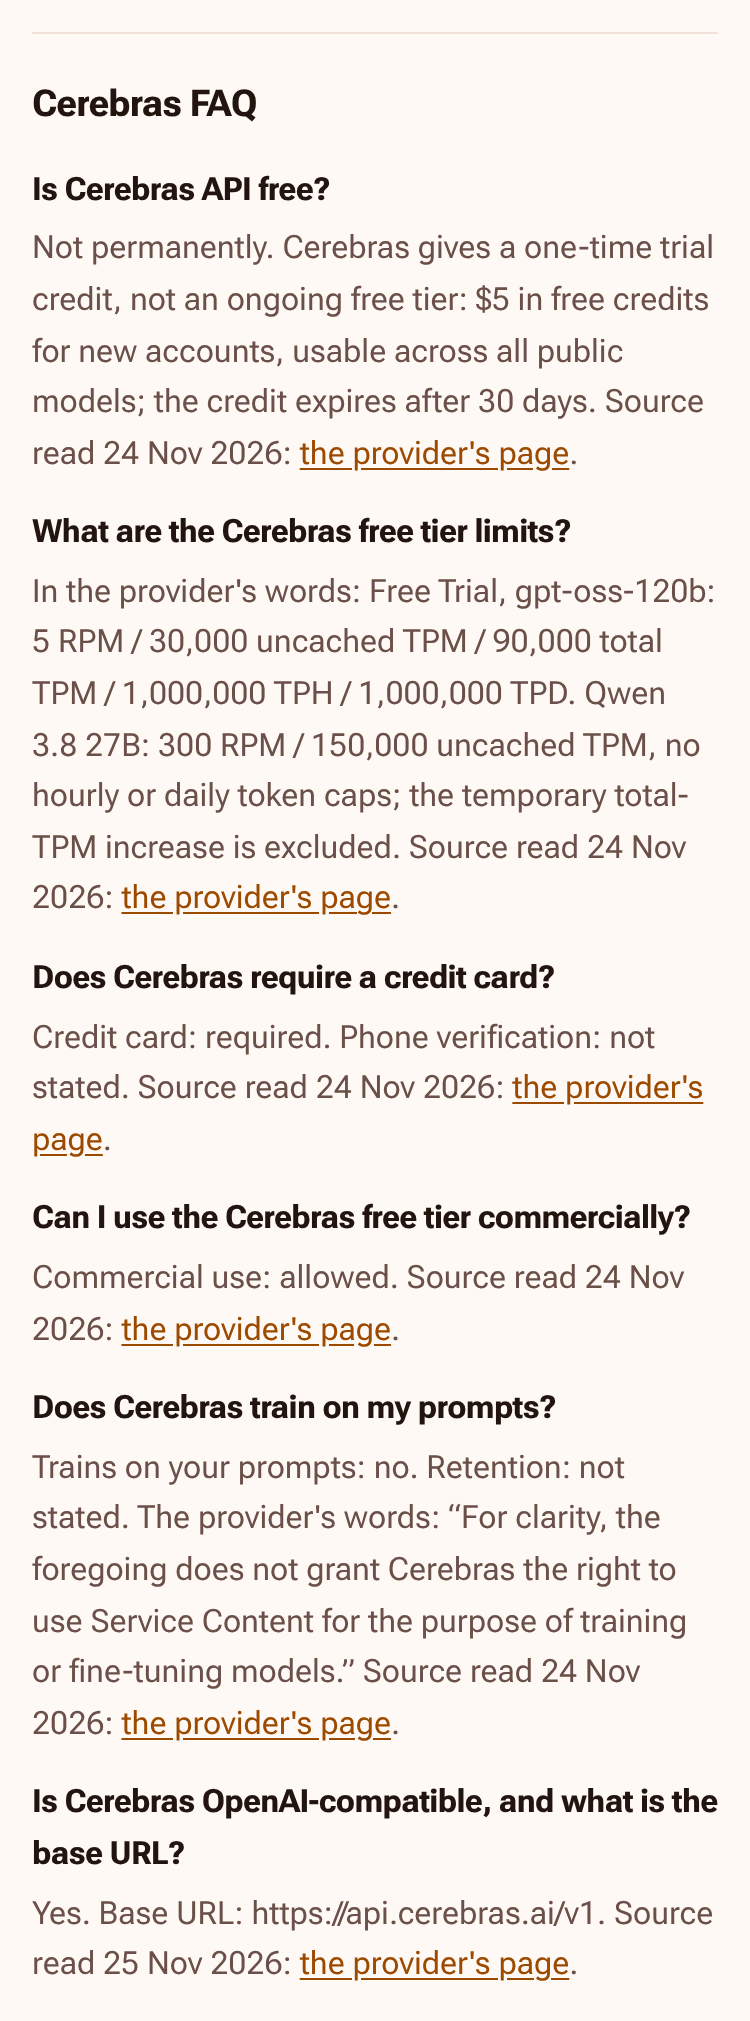 Cerebras FAQ
Is Cerebras API free?
Not permanently. Cerebras gives a one-time trial
credit, not an ongoing free tier: $5 in free credits
for new accounts, usable across all public
models; the credit expires after 30 days. Source
read 24 Nov 2026: the provider's page.
What are the Cerebras free tier limits?
In the provider's words: Free Trial, gpt-oss-120b:
5 RPM / 30,000 uncached TPM / 90,000 total
TPM / 1,000,000 TPH / 1,000,000 TPD. Qwen
3.8 27B: 300 RPM / 150,000 uncached TPM, no
hourly or daily token caps; the temporary total-
TPM increase is excluded. Source read 24 Nov
2026: the provider's page.
Does Cerebras require a credit card?
Credit card: required. Phone verification: not
stated. Source read 24 Nov 2026: the provider's
page.
Can I use the Cerebras free tier commercially?
Commercial use: allowed. Source read 24 Nov
2026: the provider's page.
Does Cerebras train on my prompts?
Trains on your prompts: no. Retention: not
stated. The provider's words: “For clarity, the
foregoing does not grant Cerebras the right to
use Service Content for the purpose of training
or fine-tuning models.” Source read 24 Nov
2026: the provider's page.
Is Cerebras OpenAI-compatible, and what is the
base URL?
Yes. Base URL: https://api.cerebras.ai/v1. Source
read 25 Nov 2026: the provider's page.